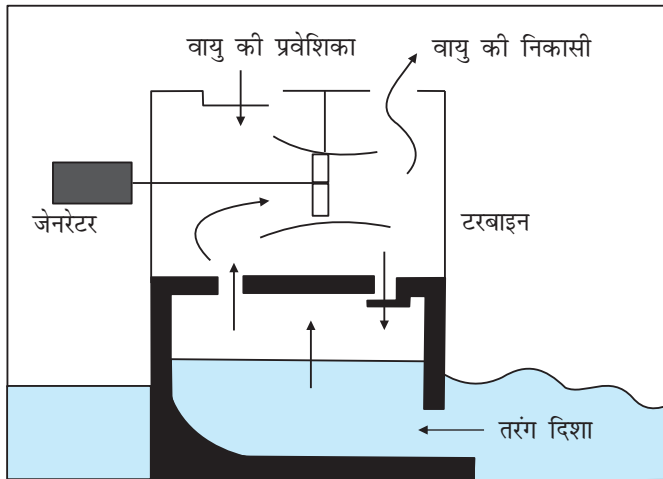 वायु की प्रवेशिका
वायु की निकासी
जेनरेटर
टरबाइन
तरंग दिशा